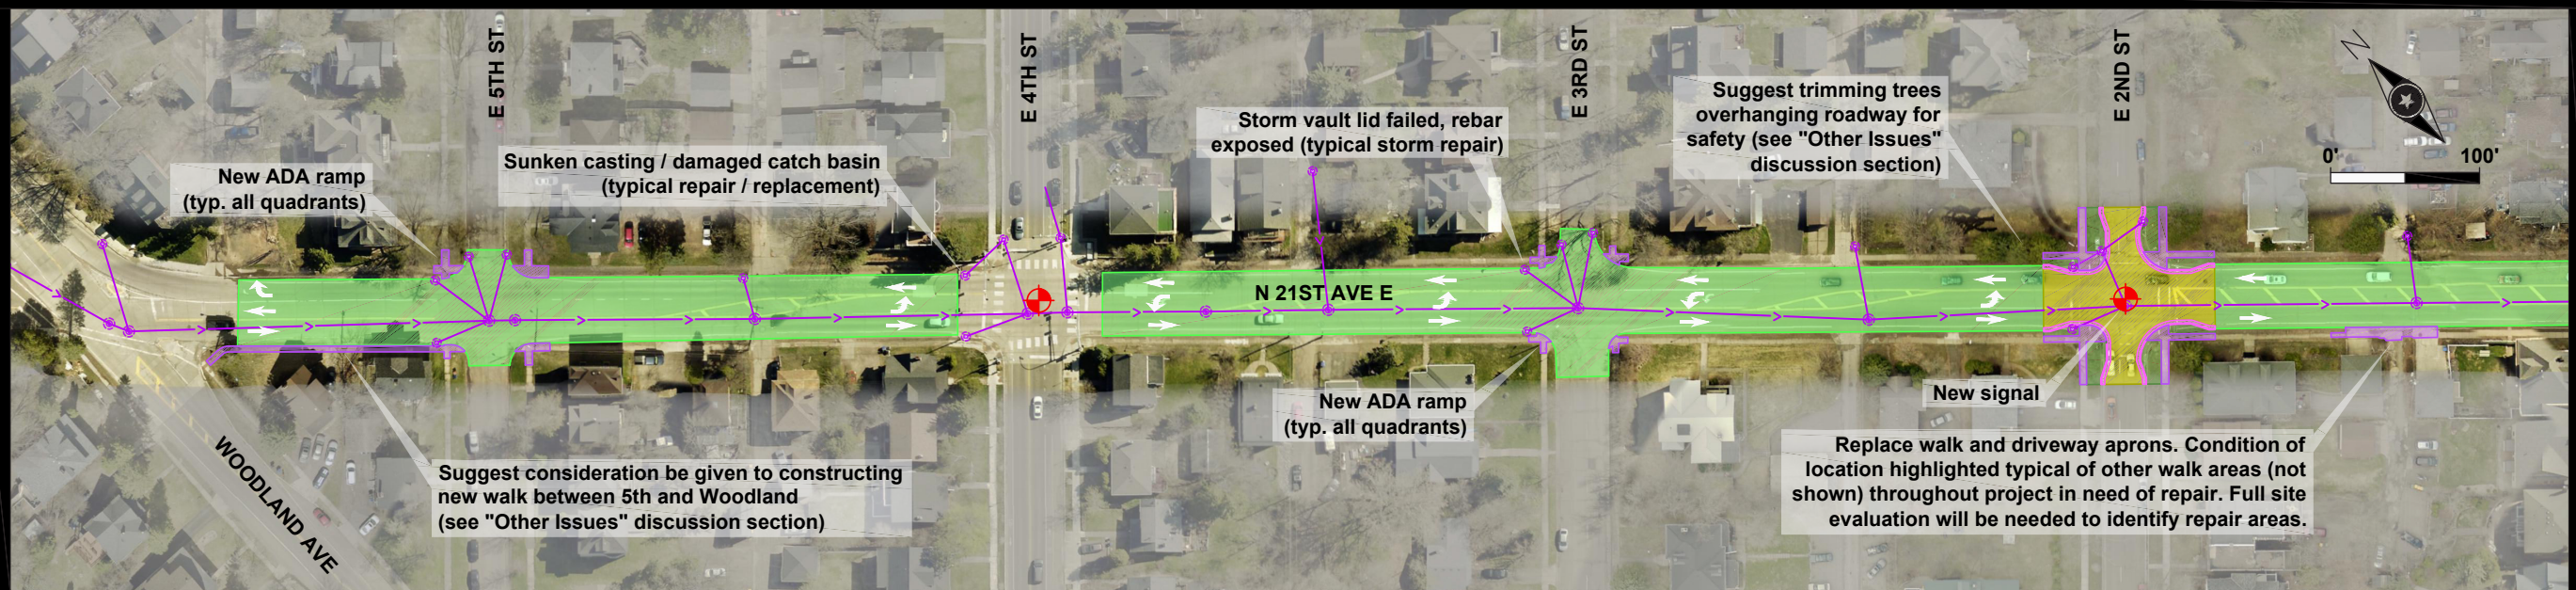 E 5TH ST
E 4TH ST
E 3RD ST
E 2ND ST
N
0' 100'
New ADA ramp
(typ. all quadrants)
Sunken casting / damaged catch basin
(typical repair / replacement)
Storm vault lid failed, rebar
exposed (typical storm repair)
Suggest trimming trees
overhanging roadway for
safety (see "Other Issues"
discussion section)
N 21ST AVE E
WOODLAND AVE
Suggest consideration be given to constructing
new walk between 5th and Woodland
(see "Other Issues" discussion section)
New ADA ramp
(typ. all quadrants)
New signal
Replace walk and driveway aprons. Condition of
location highlighted typical of other walk areas (not
shown) throughout project in need of repair. Full site
evaluation will be needed to identify repair areas.